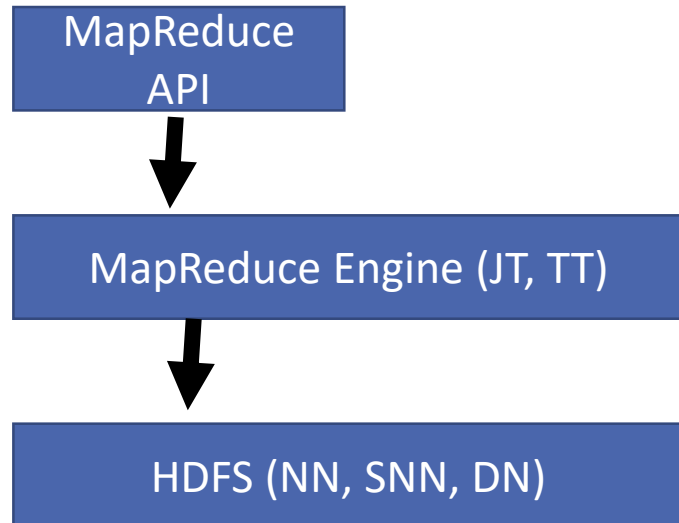 MapReduce
API
MapReduce Engine (JT, TT)
HDFS (NN, SNN, DN)